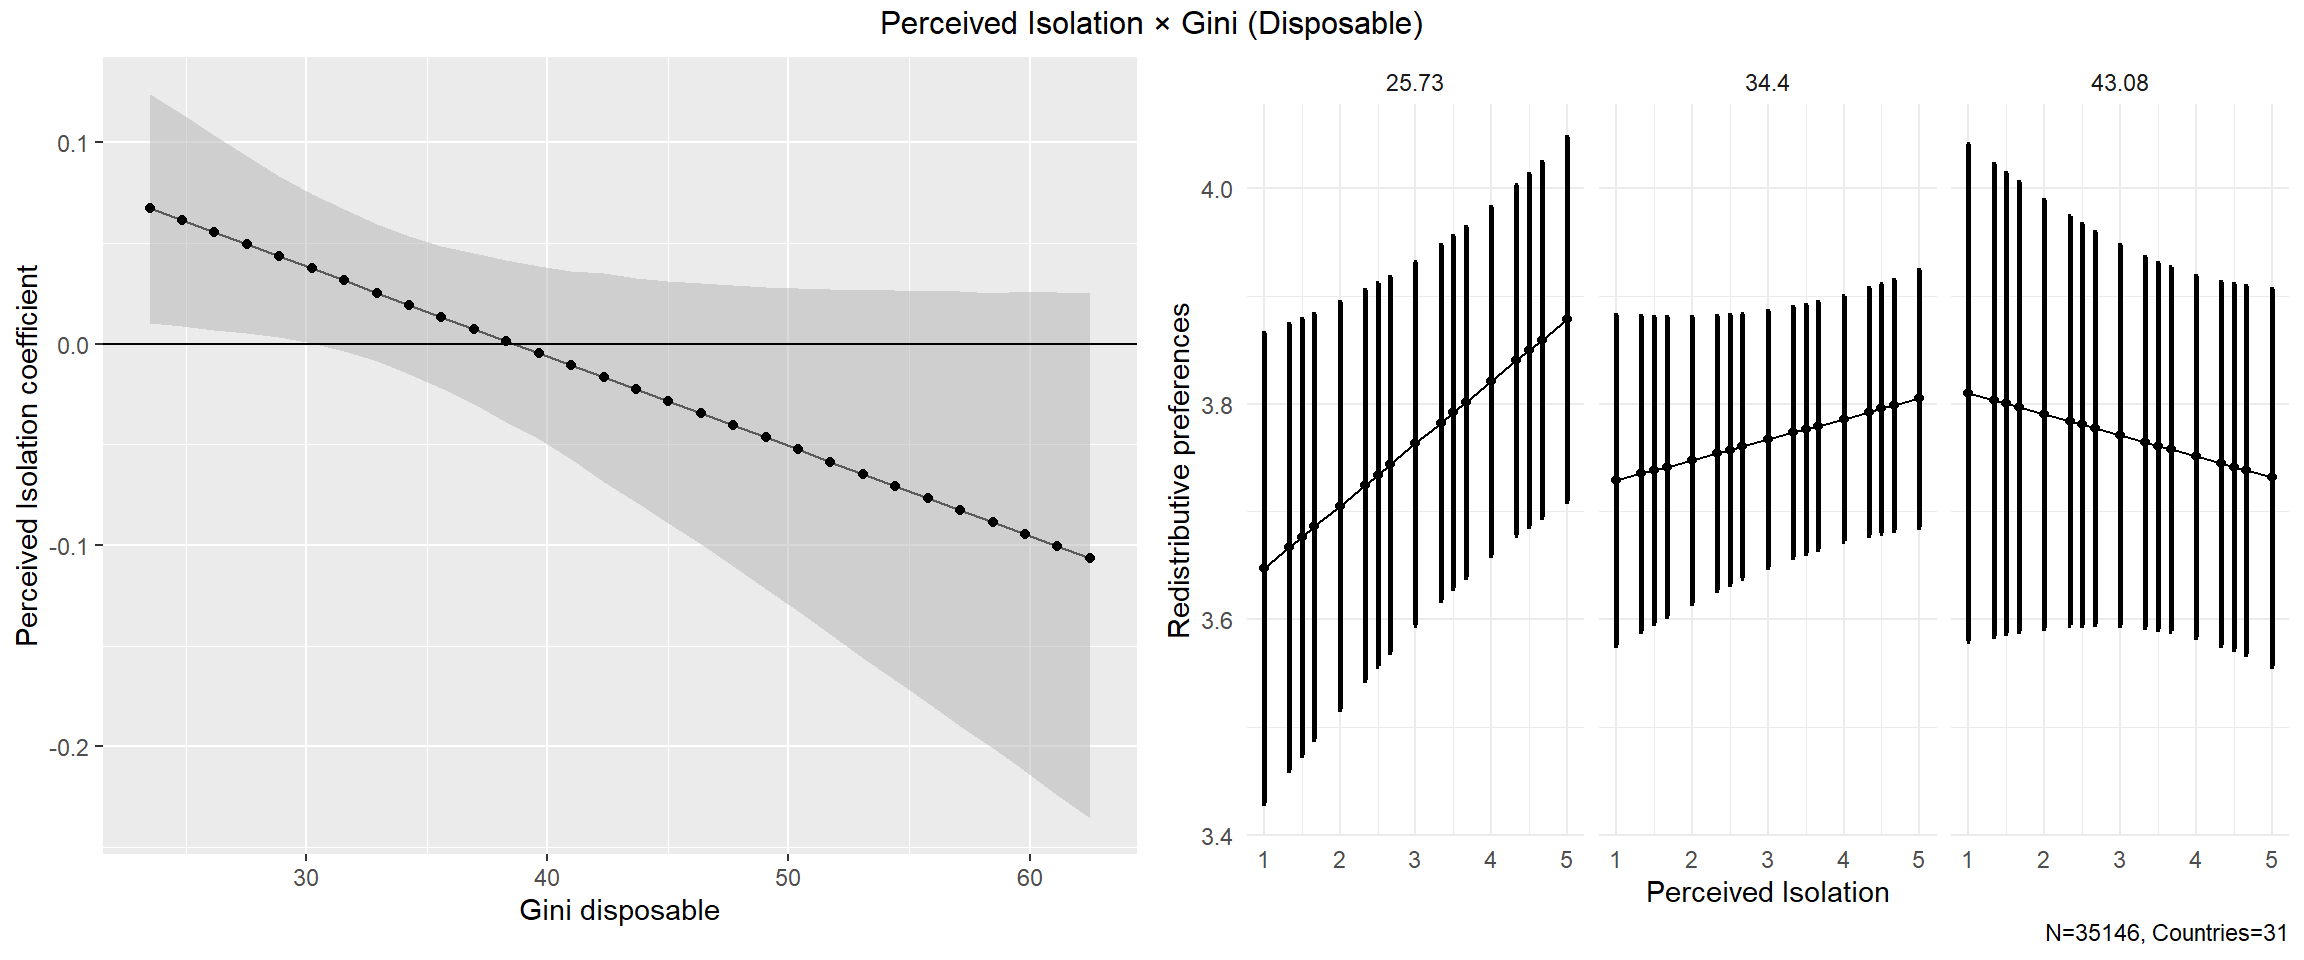 Perceived Isolation × Gini (Disposable)
Perceived Isolation coefficient
0.1
0.0
-0.1
-0.2
30 40 50 60
Gini disposable
25.73 34.4 43.08
Redistributive preferences
4.0
3.8
3.6
3.4
1 2 3 4 5 1 2 3 4 5 1 2 3 4 5
Perceived Isolation
N=35146, Countries=31